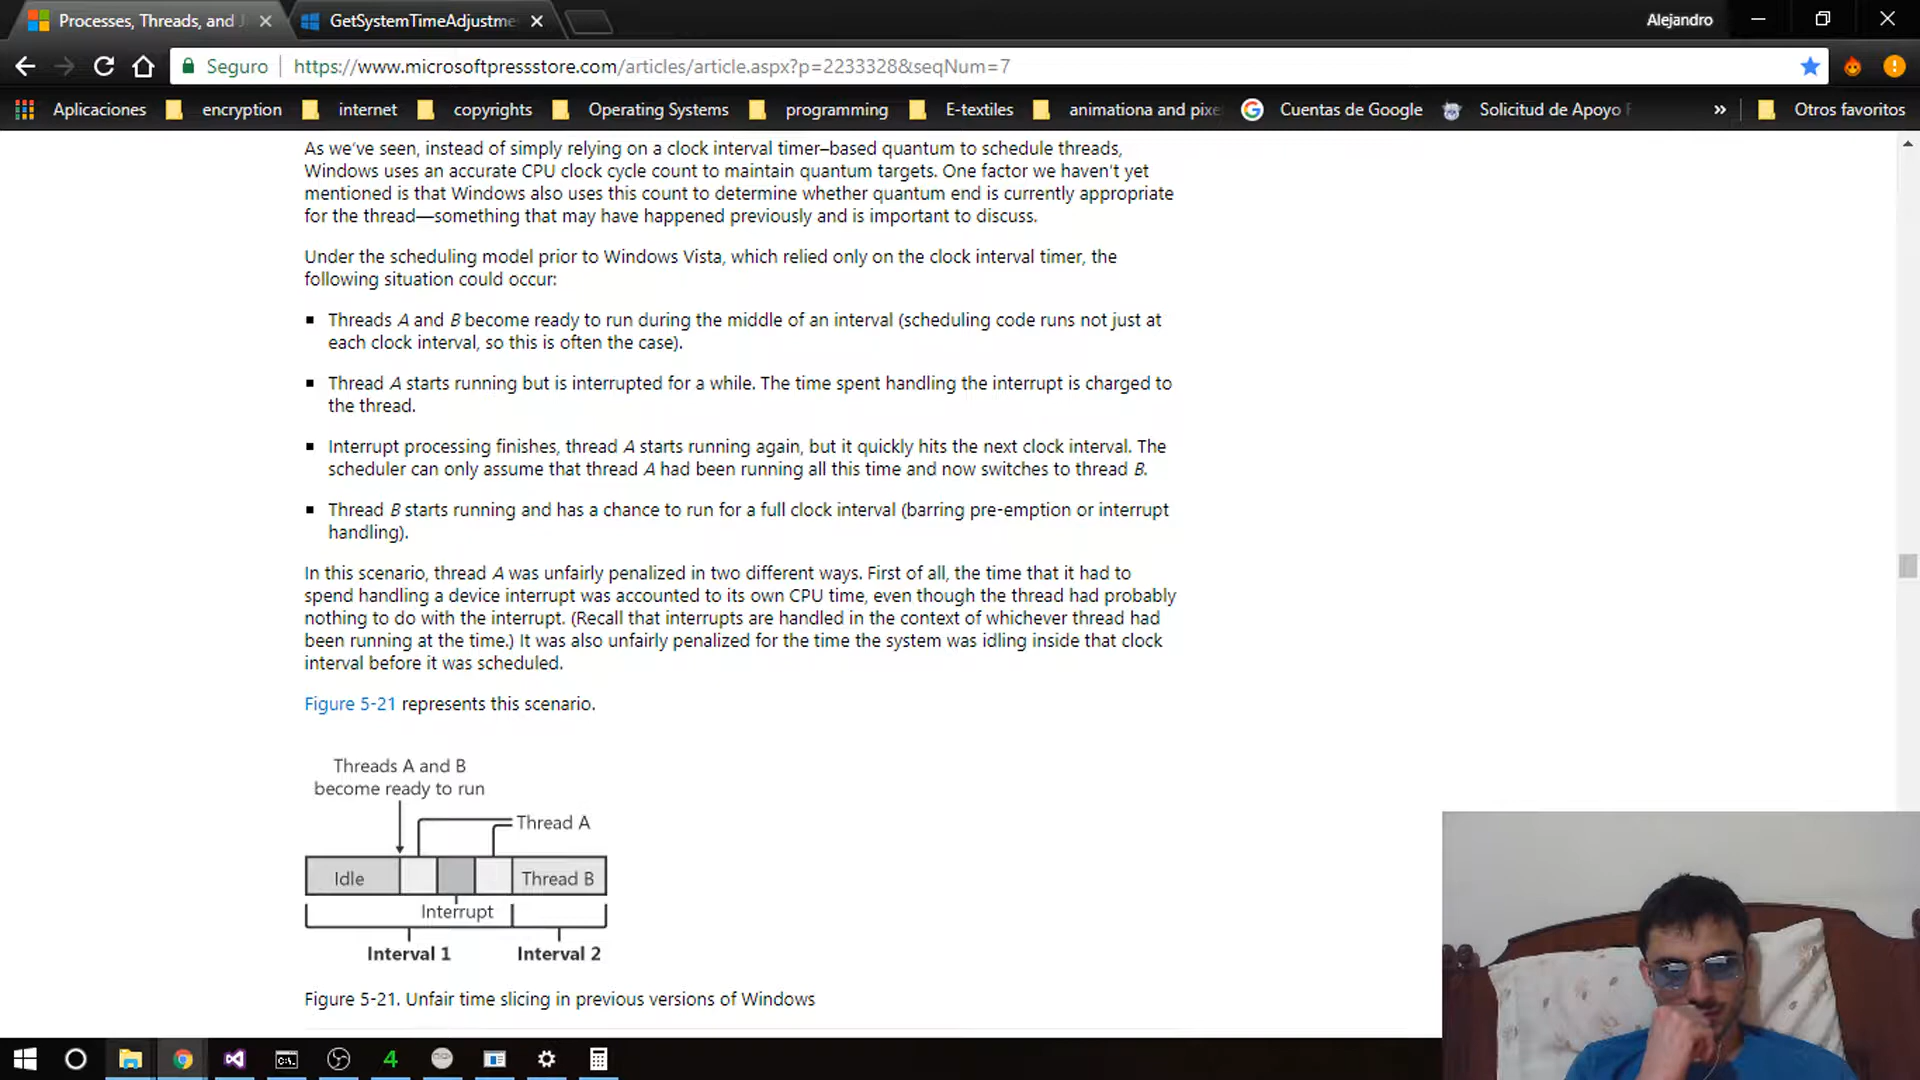 Processes, Threads, and J
GetSystemTimeAdjustme
Alejandro
Seguro
https://www.microsoftpressstore.com/articles/article.aspx?p=2233328&seqNum=7
Aplicaciones
encryption
internet
copyrights
Operating Systems
programming
E-textiles
animationa and pixe
Cuentas de Google
Solicitud de Apoyo
»
Otros favoritos
As we've seen, instead of simply relying on a clock interval timer–based quantum to schedule threads,
Windows uses an accurate CPU clock cycle count to maintain quantum targets. One factor we haven't yet
mentioned is that Windows also uses this count to determine whether quantum end is currently appropriate
for the thread—something that may have happened previously and is important to discuss.
Under the scheduling model prior to Windows Vista, which relied only on the clock interval timer, the
following situation could occur:
Threads A and B become ready to run during the middle of an interval (scheduling code runs not just at
each clock interval, so this is often the case).
Thread A starts running but is interrupted for a while. The time spent handling the interrupt is charged to
the thread.
Interrupt processing finishes, thread A starts running again, but it quickly hits the next clock interval. The
scheduler can only assume that thread A had been running all this time and now switches to thread B.
Thread B starts running and has a chance to run for a full clock interval (barring pre-emption or interrupt
handling).
In this scenario, thread A was unfairly penalized in two different ways. First of all, the time that it had to
spend handling a device interrupt was accounted to its own CPU time, even though the thread had probably
nothing to do with the interrupt. (Recall that interrupts are handled in the context of whichever thread had
been running at the time.) It was also unfairly penalized for the time the system was idling inside that clock
interval before it was scheduled.
Figure 5-21 represents this scenario.
Threads A and B
become ready to run
Thread A
Idle
Thread B
Interrupt
Interval 1
Interval 2
Figure 5-21. Unfair time slicing in previous versions of Windows
4